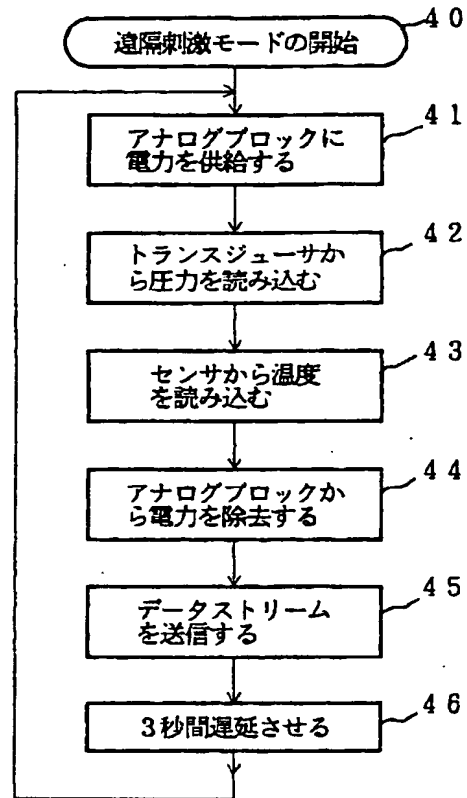 40
遠隔刺激モードの開始
41
アナログブロックに
電力を供給する
42
トランスジューサか
ら圧力を読み込む
43
センサから温度
を読み込む
44
アナログブロックか
ら電力を除去する
45
データストリーム
を送信する
46
3秒間遅延させる